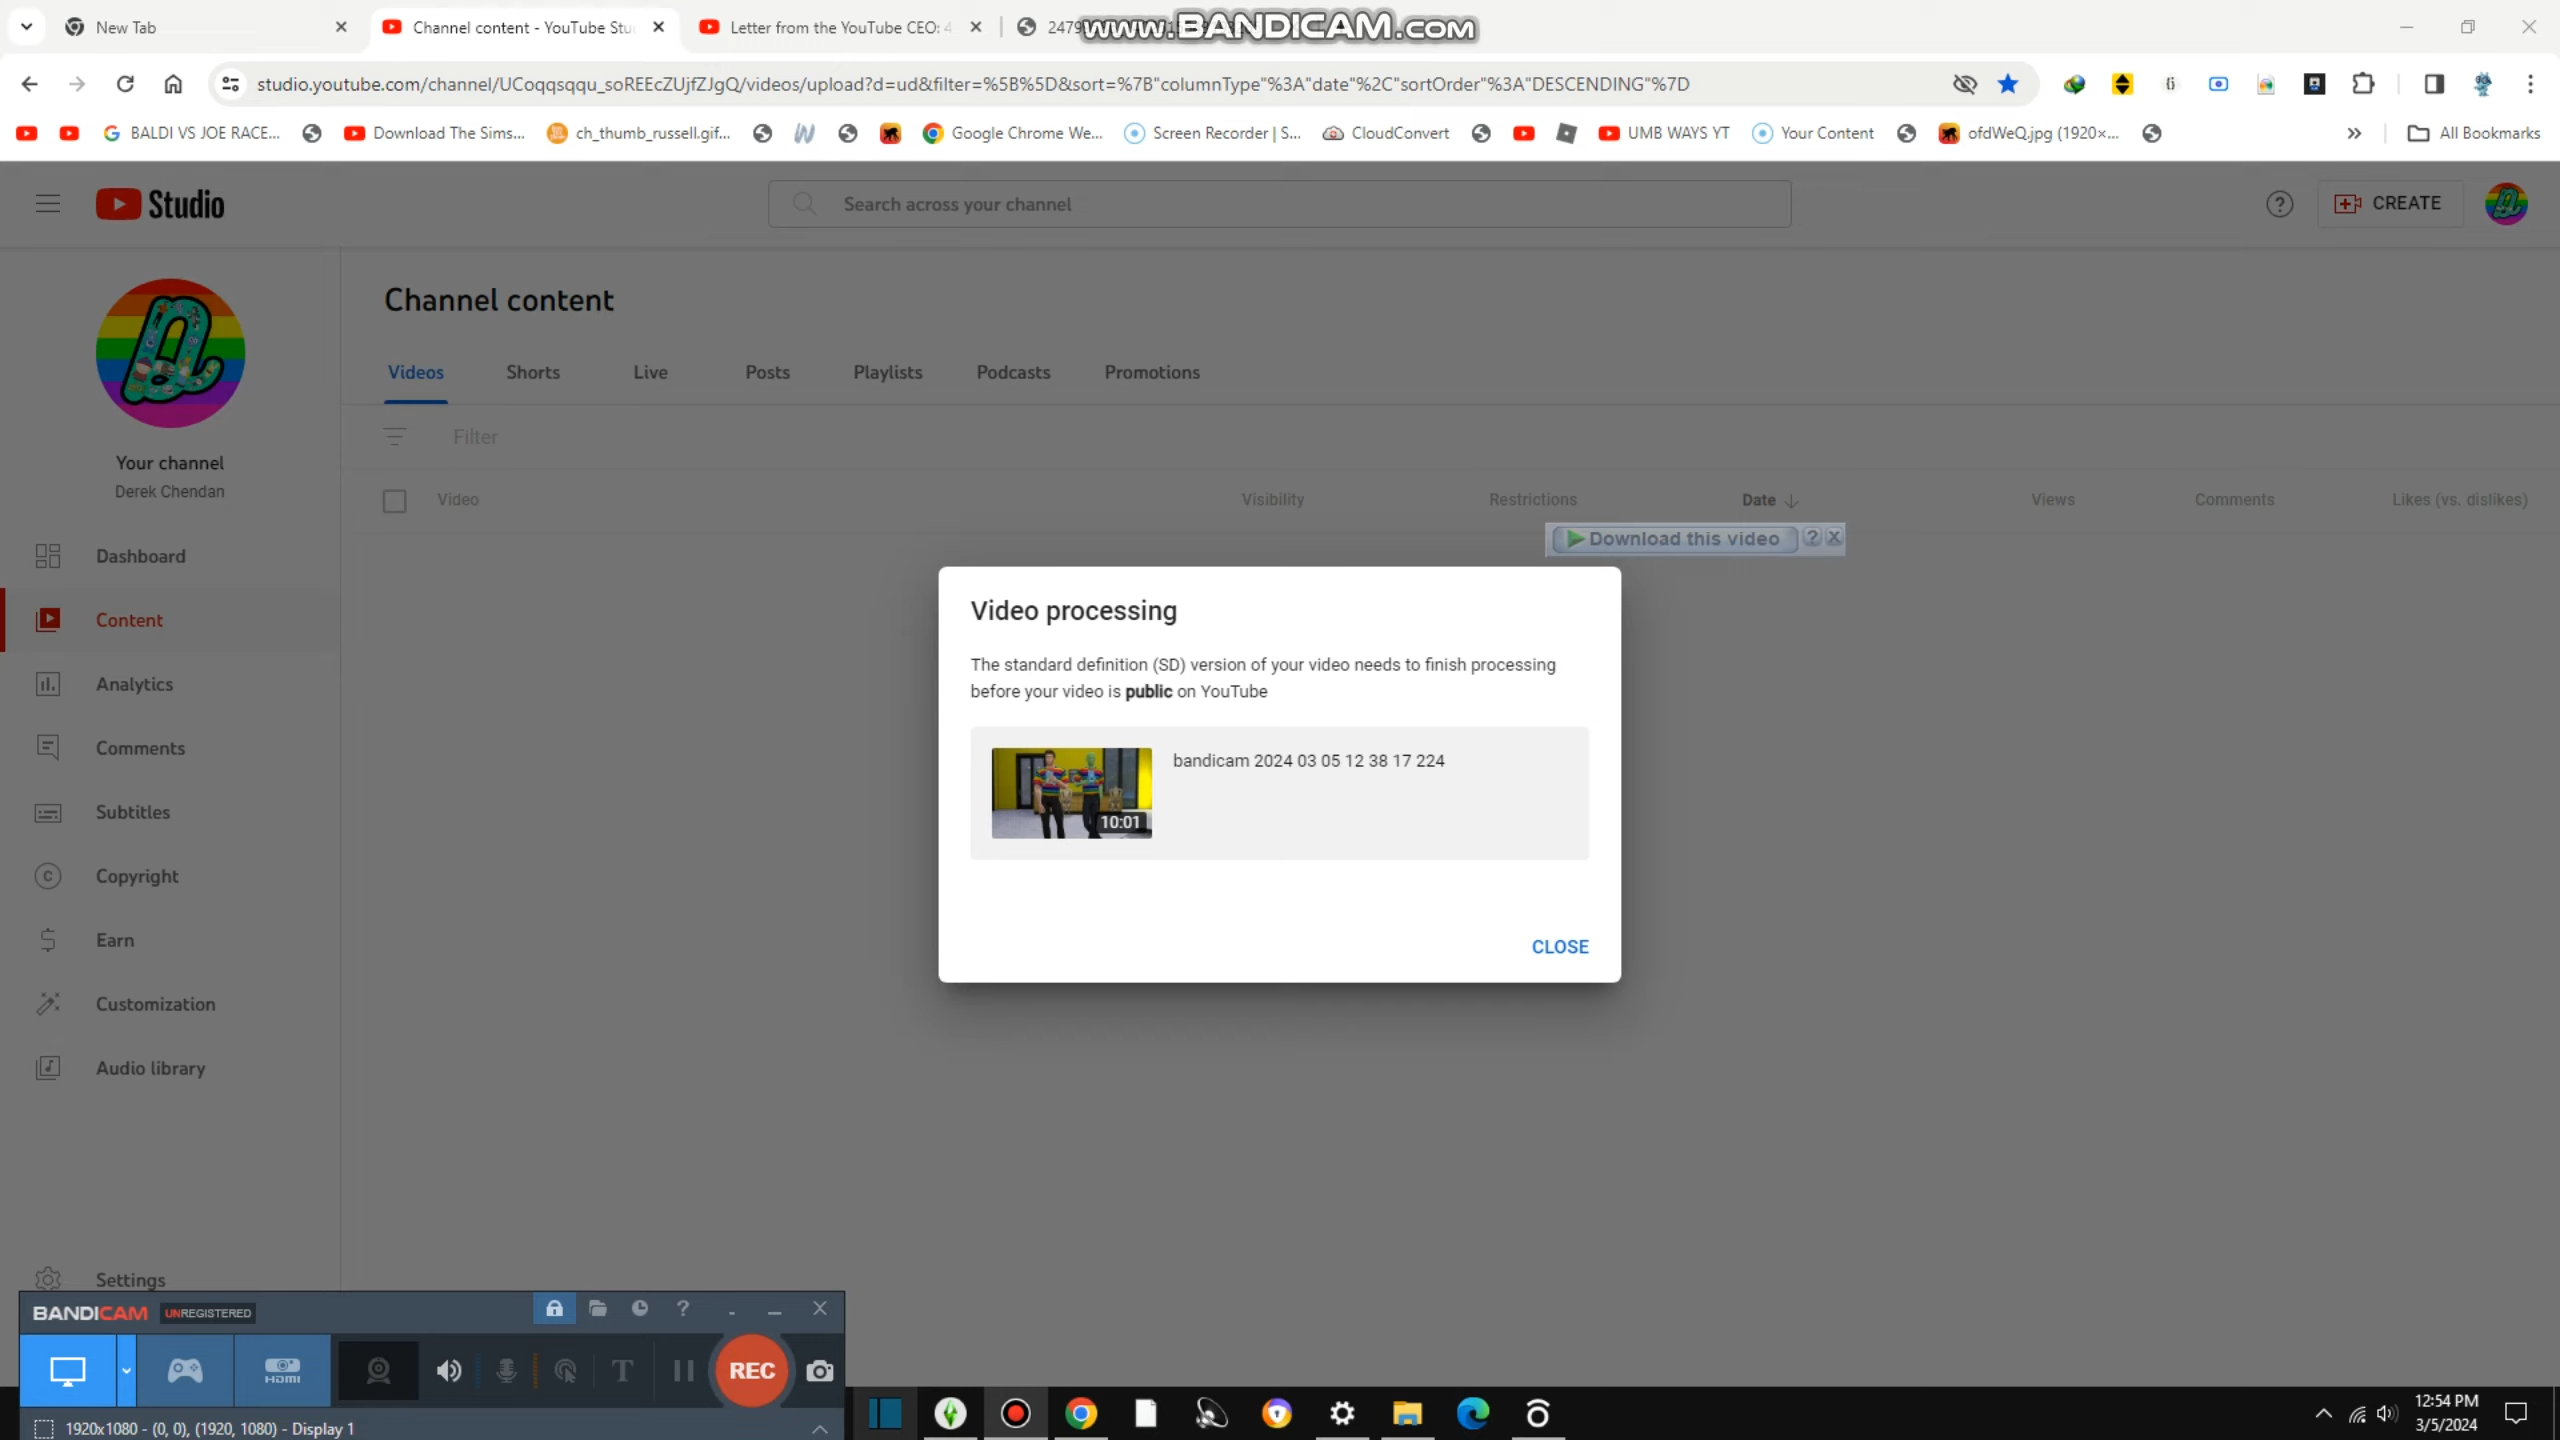 New Tab
Channel content - YouTube Stu
Letter from the YouTube CEO: 4
www.BANDICAM.com
studio.youtube.com/channel/UCoqqsqqu_soREEcZUjfZJgQ/videos/upload?d=ud&filter=%5B%5D&sort=%7B"columnType"%3A"date"%2C"sortOrder"%3A"DESCENDING"%7D
BALDI VS JOE RACE...
Download The Sims...
ch_thumb_russell.gif...
Google Chrome We...
Screen Recorder | S...
CloudConvert
UMB WAYS YT
Your Content
ofdWeQ.jpg (1920×...
All Bookmarks
Studio
Search across your channel
CREATE
Channel content
Videos
Shorts
Live
Posts
Playlists
Podcasts
Promotions
Filter
Your channel
Derek Chendan
Video
Visibility
Restrictions
Date
Views
Comments
Likes (vs. dislikes)
Download this video
Dashboard
Content
Analytics
Comments
Subtitles
Copyright
Earn
Customization
Audio library
Settings
Video processing
The standard definition (SD) version of your video needs to finish processing
before your video is public on YouTube
bandicam 2024 03 05 12 38 17 224
10:01
CLOSE
BANDICAM
UNREGISTERED
HDMI
T
REC
1920x1080 - (0, 0), (1920, 1080) - Display 1
12:54 PM
3/5/2024